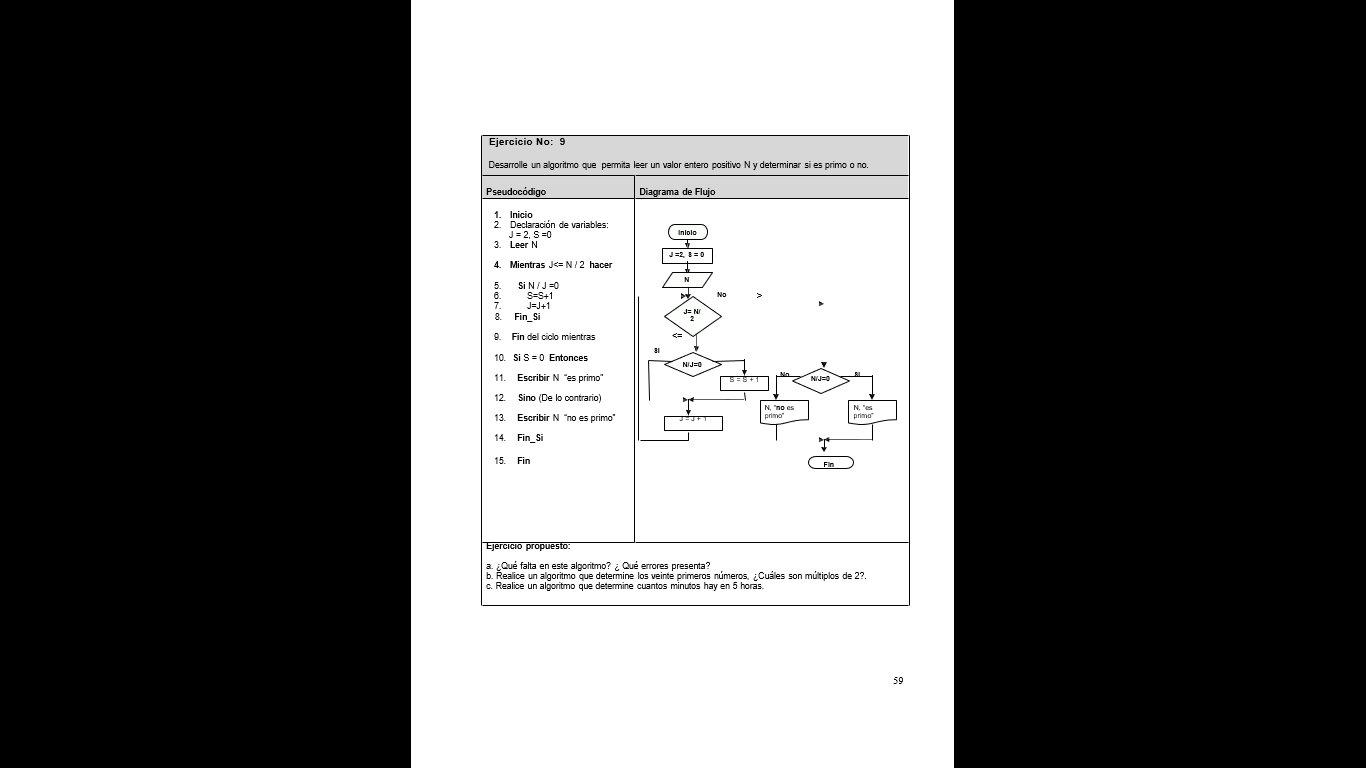 Ejercicio No: 9
Desarrolle un algoritmo que permita leer un valor entero positivo N y determinar si es primo o no.
Pseudocódigo
Diagrama de Flujo
1. Inicio
2. Declaración de variables:
J = 2, S =0
3. Leer N
4. Mientras J<= N / 2 hacer
5. Si N / J =0
6. S=S+1
7. J=J+1
8. Fin_Si
9. Fin del ciclo mientras
10. Si S = 0 Entonces
11. Escribir N “es primo”
12. Sino (De lo contrario)
13. Escribir N “no es primo”
14. Fin_Si
15. Fin
Inicio
J =2, S = 0
N
No >
J= N/
2
<=
SI
N/J=0
S = S + 1
J = J + 1
No
N/J=0
SI
N, “no es
primo”
N, “es
primo”
Fin
Ejercicio propuesto:
a. ¿Qué falta en este algoritmo? ¿ Qué errores presenta?
b. Realice un algoritmo que determine los veinte primeros números, ¿Cuáles son múltiplos de 2?.
c. Realice un algoritmo que determine cuantos minutos hay en 5 horas.
59